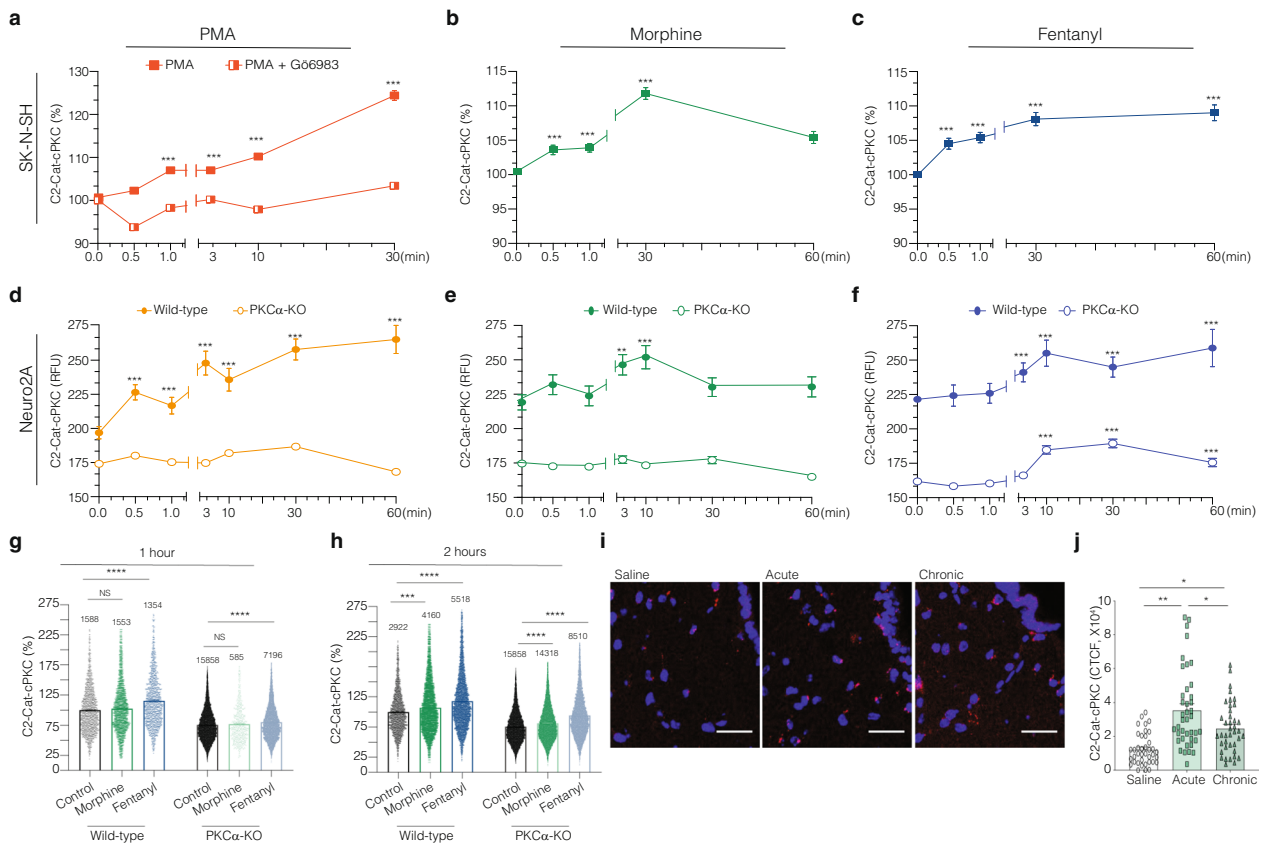 a
PMA
PMA
PMA + Gö6983
SK-N-SH
C2-Cat-cPKC (%)
130
120
110
100
90
***
***
***
***
0.0 0.5 1.0 3 10 30(min)
b
Morphine
C2-Cat-cPKC (%)
115
110
105
100
95
90
***
***
***
0.0 0.5 1.0 30 60(min)
c
Fentanyl
C2-Cat-cPKC (%)
115
110
105
100
95
90
***
***
***
***
0.0 0.5 1.0 30 60(min)
d
Wild-type
PKCα-KO
Neuro2A
C2-Cat-cPKC (RFU)
275
250
225
200
175
150
***
***
***
***
***
***
0.0 0.5 1.0 3 10 30 60(min)
e
Wild-type
PKCα-KO
C2-Cat-cPKC (RFU)
275
250
225
200
175
150
**
***
0.0 0.5 1.0 3 10 30 60(min)
f
Wild-type
PKCα-KO
C2-Cat-cPKC (RFU)
275
250
225
200
175
150
***
***
***
***
***
***
***
0.0 0.5 1.0 3 10 30 60(min)
g
1 hour
C2-Cat-cPKC (%)
275
225
175
125
75
25
0
****
NS
1588 1553 1354
****
NS
15858 585 7196
Control Morphine Fentanyl Control Morphine Fentanyl
Wild-type PKCα-KO
h
2 hours
C2-Cat-cPKC (%)
275
225
175
125
75
25
0
****
***
2922 4160 5518
****
****
15858 14318 8510
Control Morphine Fentanyl Control Morphine Fentanyl
Wild-type PKCα-KO
i
Saline Acute Chronic
j
C2-Cat-cPKC (CTCF, X10⁴)
10
8
6
4
2
0
*
** *
Saline Acute Chronic